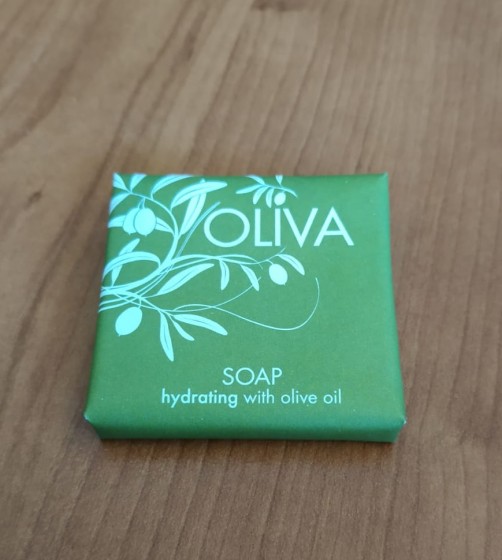 OLIVA
SOAP
hydrating with olive oil